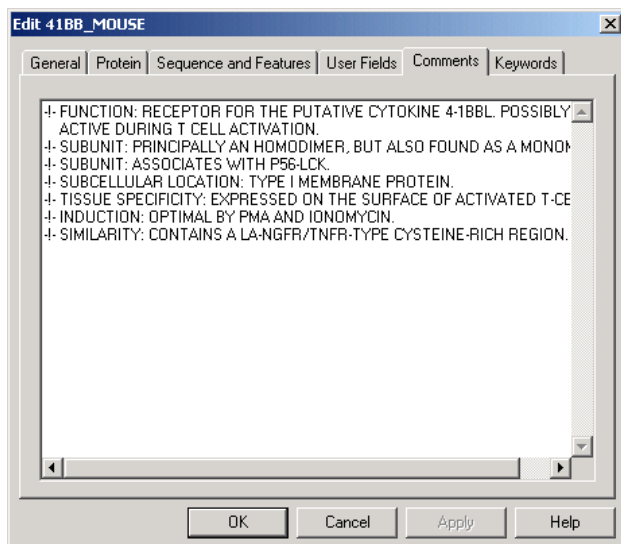 Edit 41BB_MOUSE
General Protein Sequence and Features User Fields Comments Keywords
-!- FUNCTION: RECEPTOR FOR THE PUTATIVE CYTOKINE 4-1BBL. POSSIBLY
ACTIVE DURING T CELL ACTIVATION.
-!- SUBUNIT: PRINCIPALLY AN HOMODIMER, BUT ALSO FOUND AS A MONOM
-!- SUBUNIT: ASSOCIATES WITH P56-LCK.
-!- SUBCELLULAR LOCATION: TYPE I MEMBRANE PROTEIN.
-!- TISSUE SPECIFICITY: EXPRESSED ON THE SURFACE OF ACTIVATED T-CE
-!- INDUCTION: OPTIMAL BY PMA AND IONOMYCIN.
-!- SIMILARITY: CONTAINS A LA-NGFR/TNFR-TYPE CYSTEINE-RICH REGION.
OK Cancel Apply Help